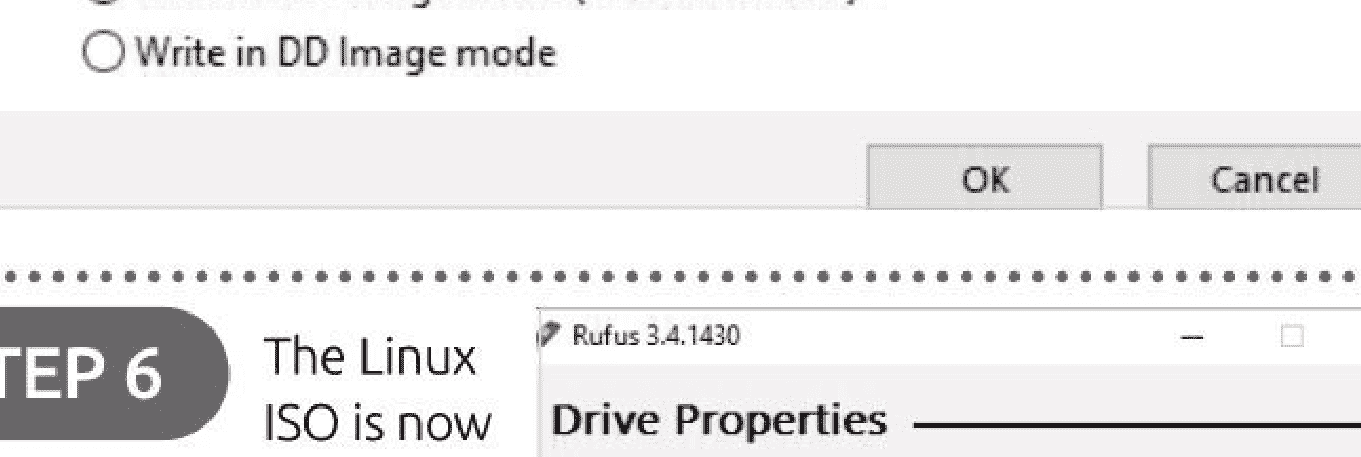 Write in DD Image mode
OK Cancel
TEP 6
The Linux
ISO is now
Rufus 3.4.1430
Drive Properties